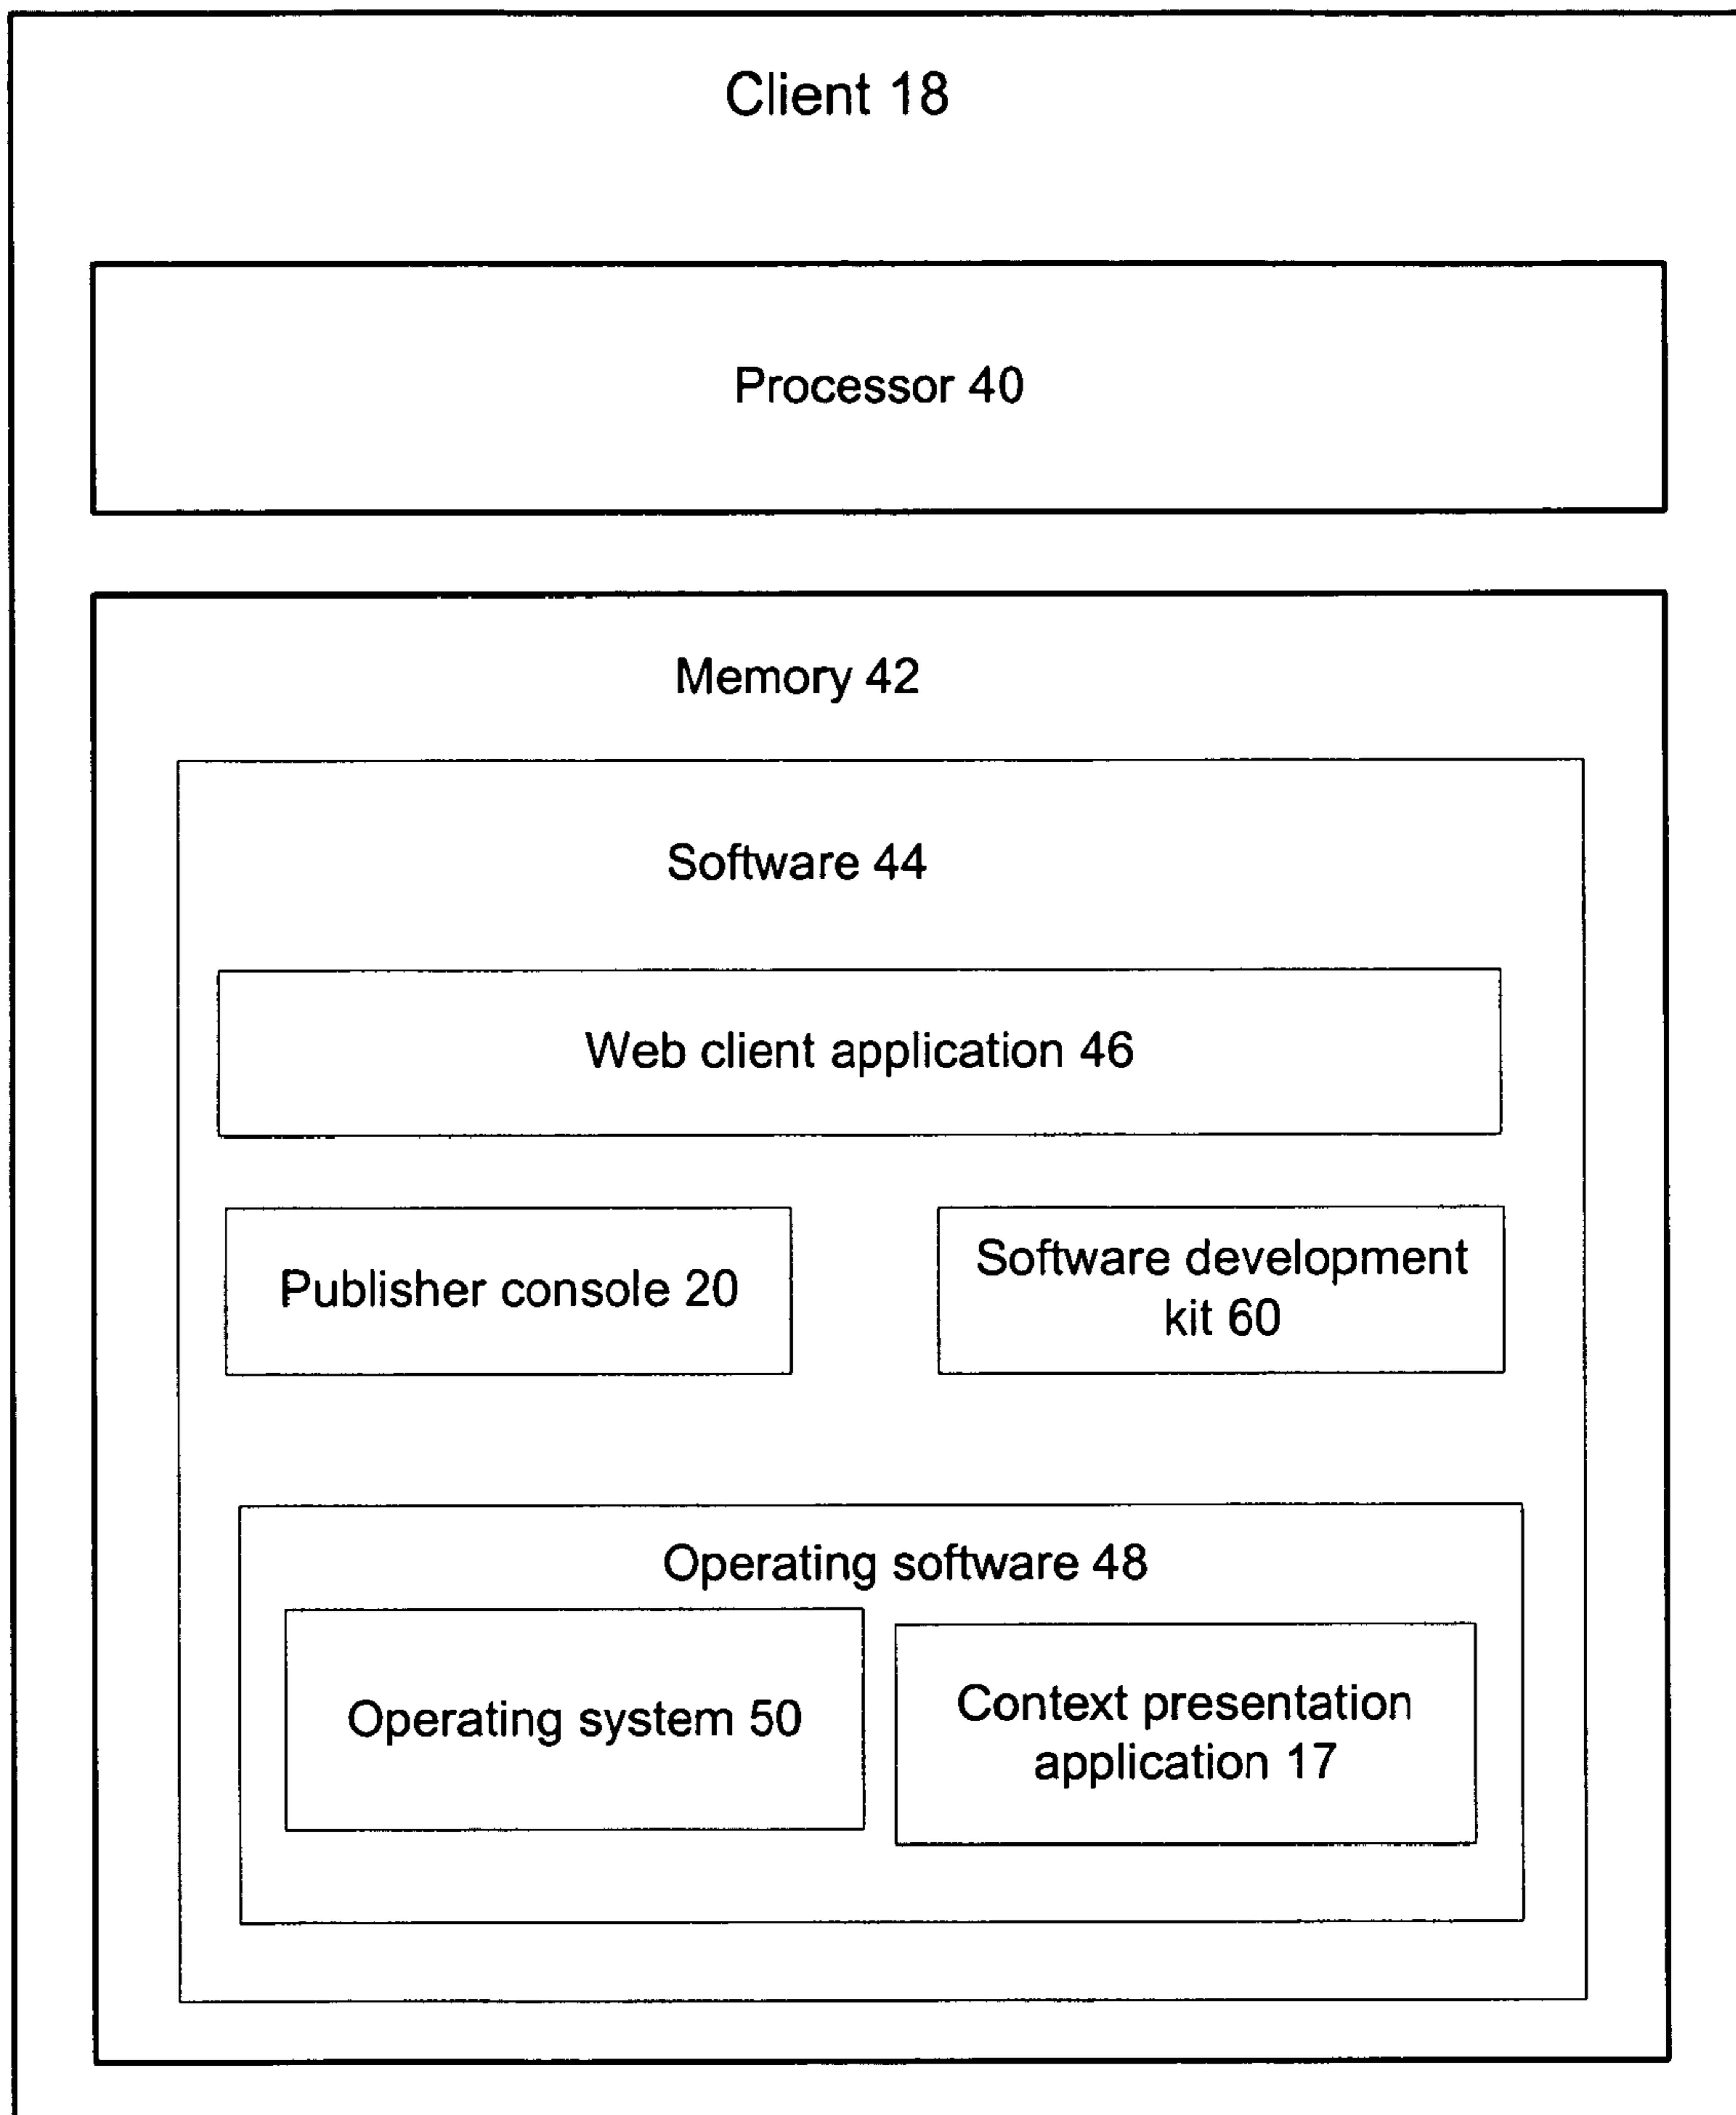 Client 18
Processor 40
Memory 42
Software 44
Web client application 46
Publisher console 20
Software development
kit 60
Operating software 48
Operating system 50
Context presentation
application 17